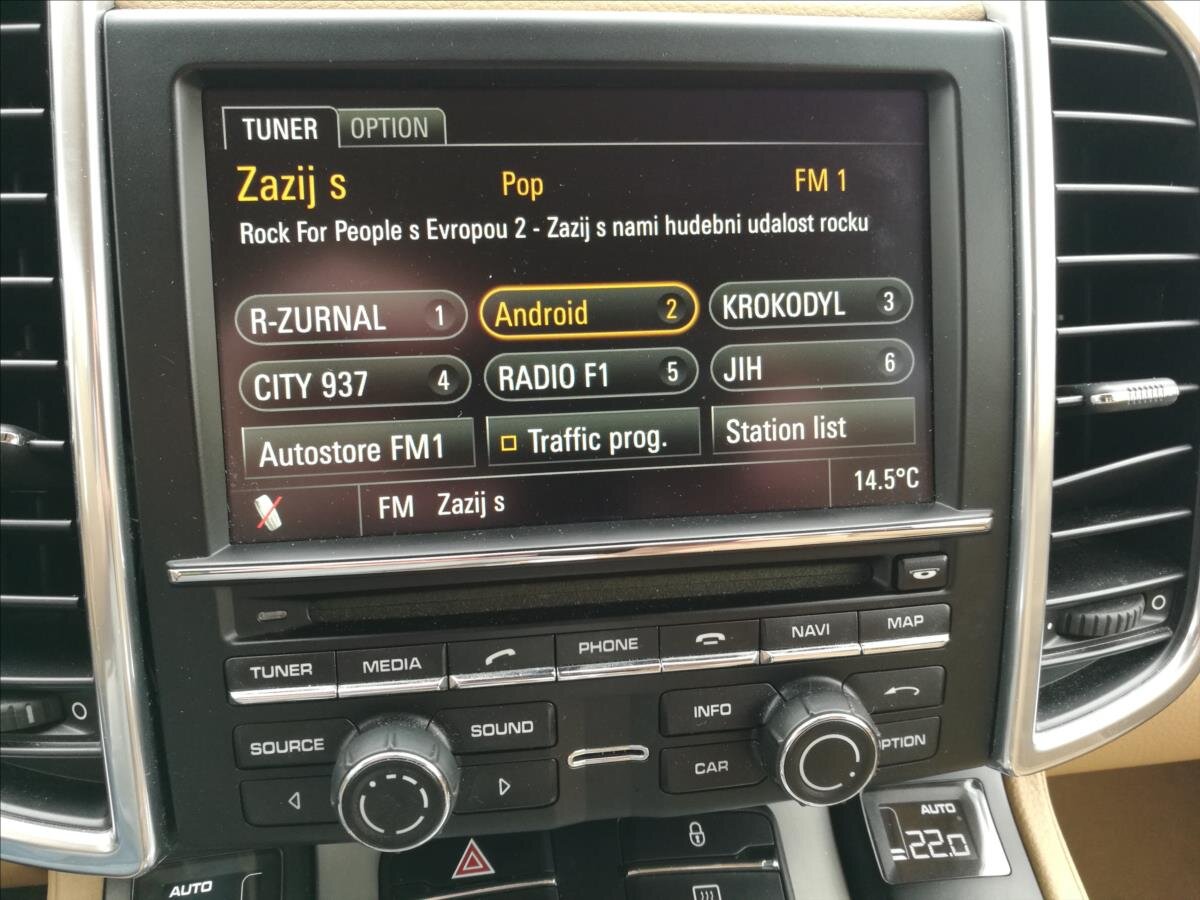 TUNER OPTION
Zazij s Pop FM 1
Rock For People s Evropou 2 - Zazij s nami hudebni udalost rocku
R-ZURNAL 1 Android 2 KROKODYL 3
CITY 937 4 RADIO F1 5 JIH 6
Autostore FM1 Traffic prog. Station list
FM Zazij s 14.5°C
TUNER MEDIA PHONE NAVI MAP
SOURCE SOUND INFO
CAR OPTION
AUTO
22.0
AUTO